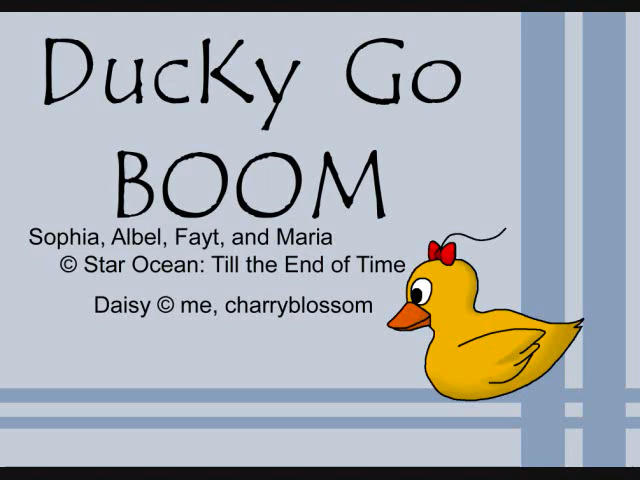 Ducky Go
BOOM
Sophia, Albel, Fayt, and Maria
© Star Ocean: Till the End of Time
Daisy © me, charryblossom